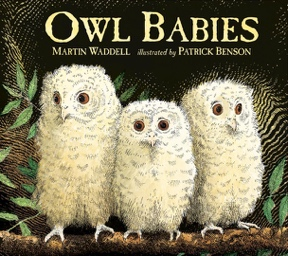 OWL BABIES
MARTIN WADDELL illustrated by PATRICK BENSON